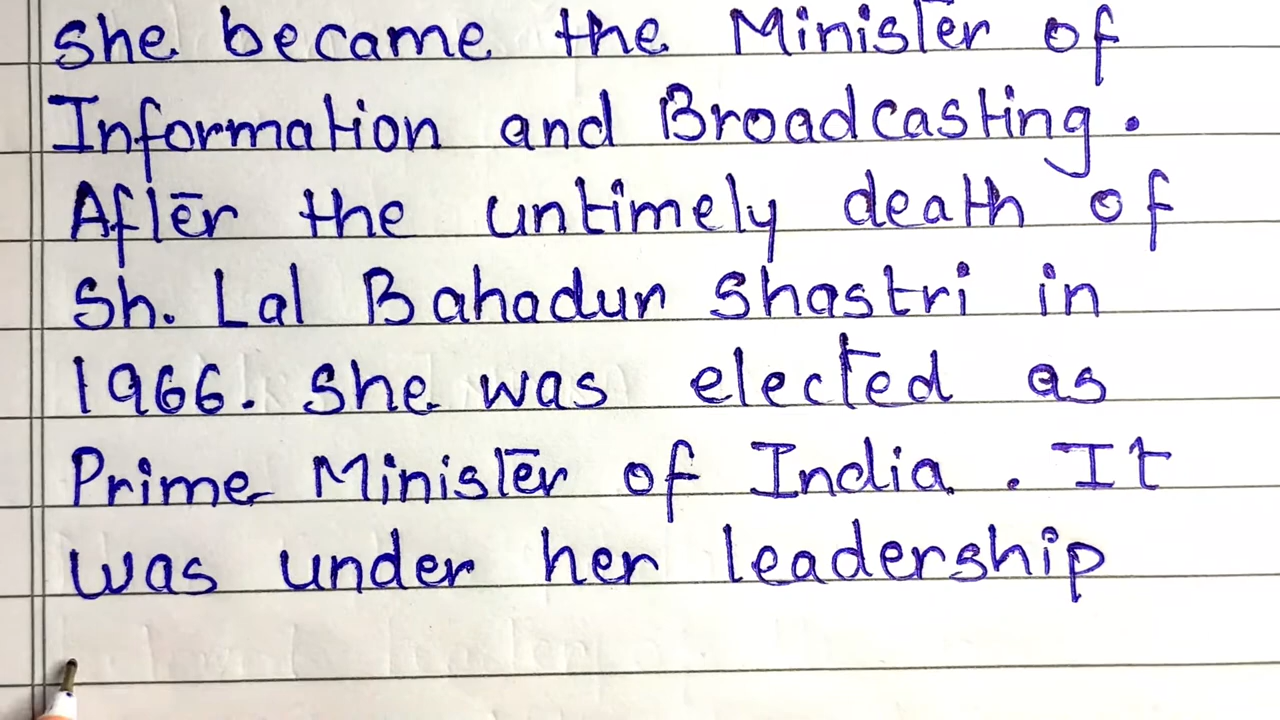 She became the Minister of
Information and Broadcasting.
After the untimely death of
Sh. Lal Bahadur Shastri in
1966. She was elected as
Prime Minister of India. It
was under her leadership